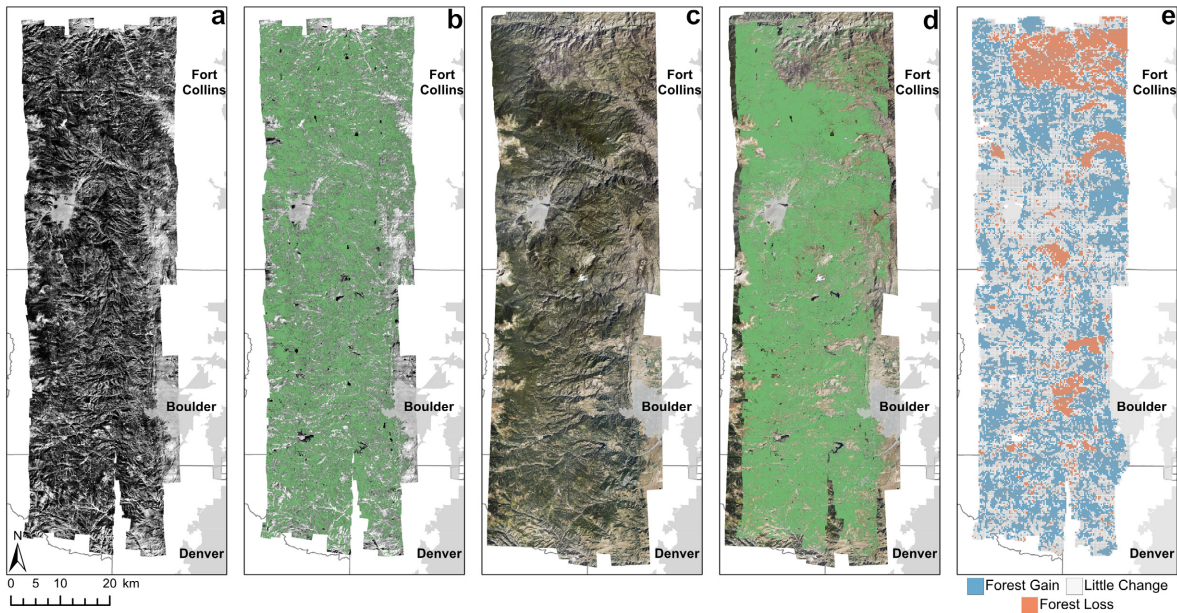 a
Fort
Collins
Boulder
Denver
N
0 5 10 20 km
b
Fort
Collins
Boulder
Denver
c
Fort
Collins
Boulder
Denver
d
Fort
Collins
Boulder
Denver
e
Fort
Collins
Boulder
Denver
Forest Gain Little Change
Forest Loss